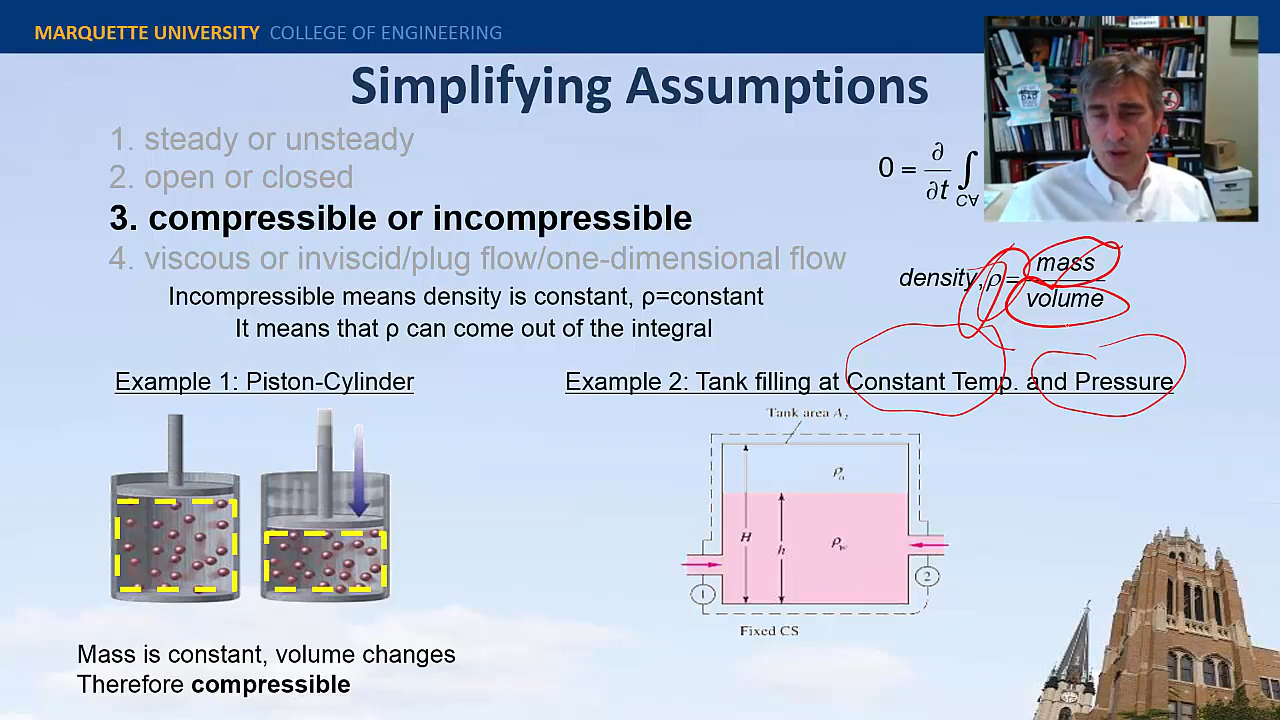 MARQUETTE UNIVERSITY COLLEGE OF ENGINEERING
Simplifying Assumptions
1. steady or unsteady
2. open or closed
3. compressible or incompressible
4. viscous or inviscid/plug flow/one-dimensional flow
Incompressible means density is constant, ρ=constant
It means that ρ can come out of the integral
0 = ∂/∂t ∫ C∀
density, ρ = mass/volume
Example 1: Piston-Cylinder
Example 2: Tank filling at Constant Temp. and Pressure
Tank area Aₜ
ρₐ
H
h
ρ_w
1
2
Fixed CS
Mass is constant, volume changes
Therefore compressible
DAD